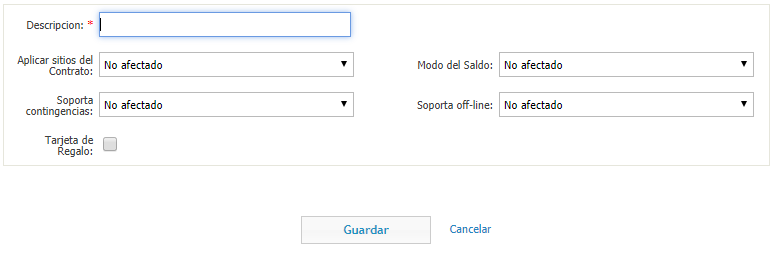 Descripcion: *
Aplicar sitios del
Contrato:
No afectado
Modo del Saldo:
No afectado
Soporta
contingencias:
No afectado
Soporta off-line:
No afectado
Tarjeta de
Regalo:
Guardar
Cancelar